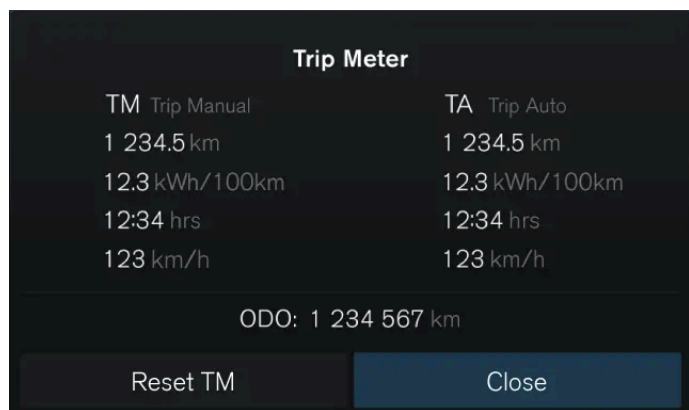 Trip Meter
TM Trip Manual TA Trip Auto
1 234.5 km 1 234.5 km
12.3 kWh/100km 12.3 kWh/100km
12:34 hrs 12:34 hrs
123 km/h 123 km/h
ODO: 1 234 567 km
Reset TM Close